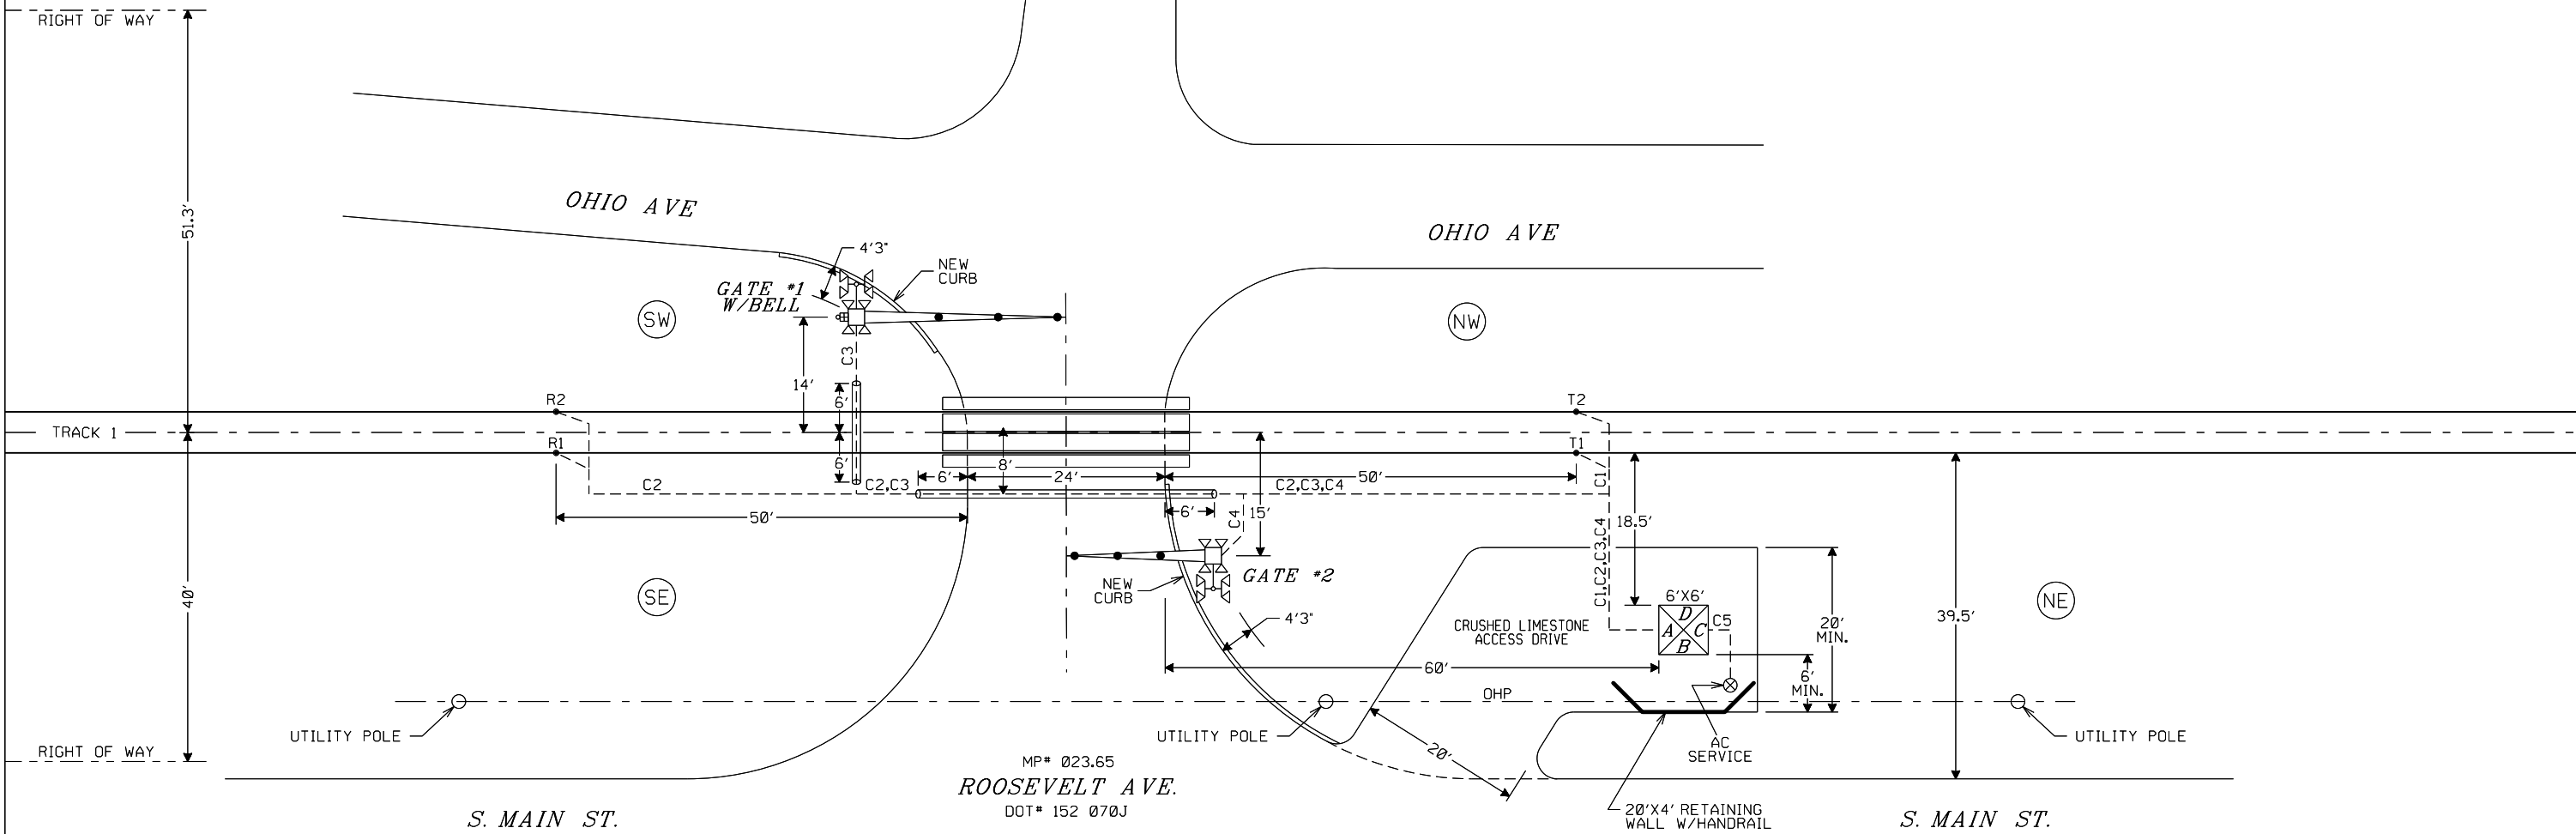 RIGHT OF WAY
51.3'
OHIO AVE
OHIO AVE
4'3"
NEW
CURB
GATE #1
W/BELL
SW
NW
C3
14'
6'
R2
T2
TRACK 1
R1
T1
6'
8'
C2
C2,C3
6'
24'
50'
C2,C3,C4
C1
50'
6'
C4
15'
18.5'
C1,C2,C3,C4
GATE #2
NEW
CURB
40'
SE
NE
6'X6'
D
A
C
B
C5
CRUSHED LIMESTONE
ACCESS DRIVE
20'
MIN.
39.5'
4'3"
60'
6'
MIN.
OHP
UTILITY POLE
UTILITY POLE
UTILITY POLE
20'
AC
SERVICE
RIGHT OF WAY
MP# Ø23.65
ROOSEVELT AVE.
DOT# 152 Ø7ØJ
20'X4' RETAINING
WALL W/HANDRAIL
S. MAIN ST.
S. MAIN ST.